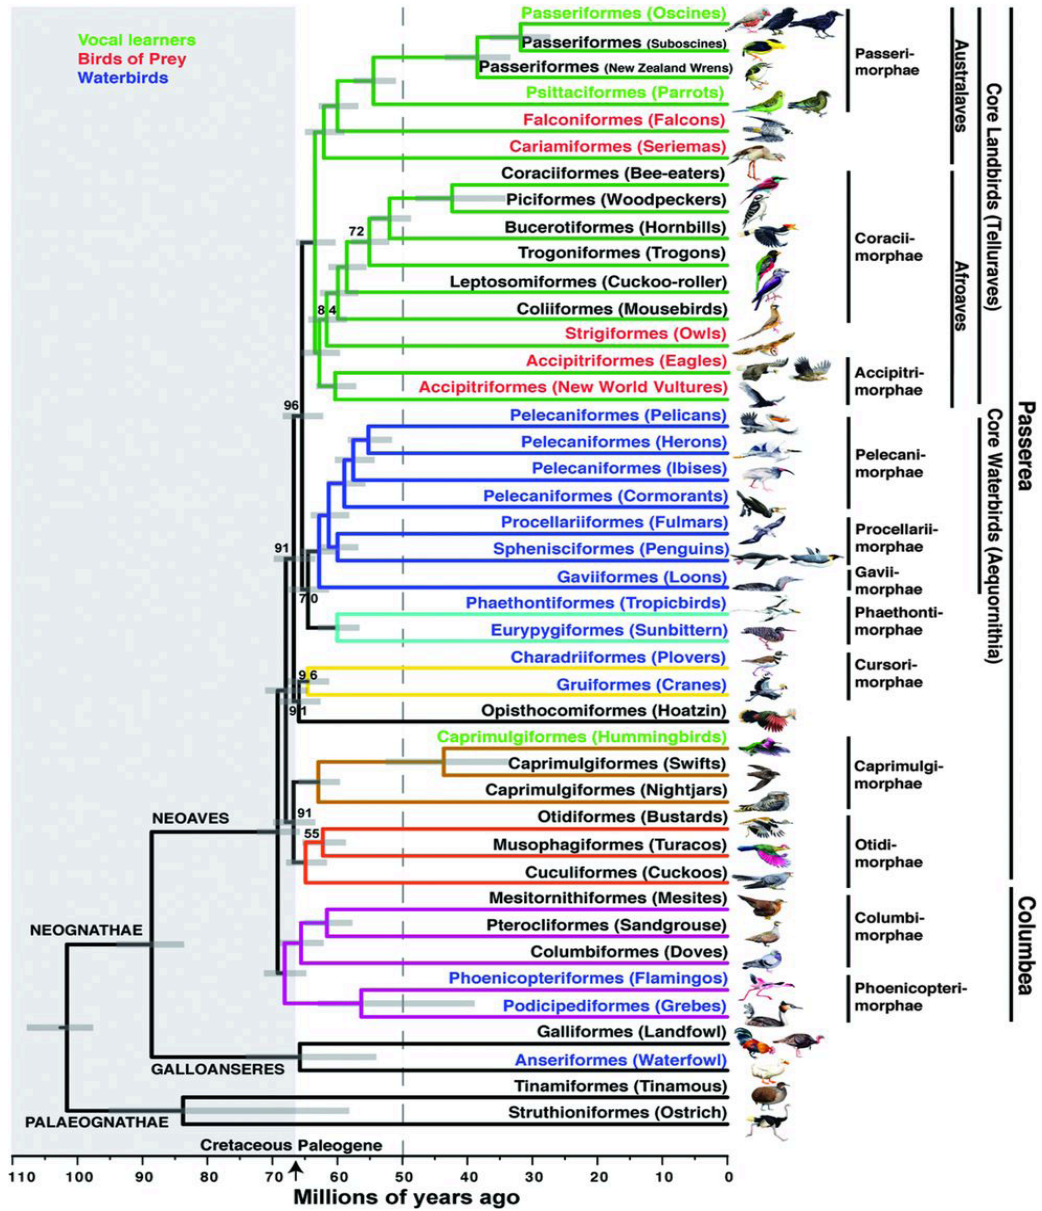 Vocal learners
Birds of Prey
Waterbirds
Passeriformes (Oscines)
Passeriformes (Suboscines)
Passeriformes (New Zealand Wrens)
Psittaciformes (Parrots)
Falconiformes (Falcons)
Cariamiformes (Seriemas)
Coraciiformes (Bee-eaters)
Piciformes (Woodpeckers)
Bucerotiformes (Hornbills)
72
Trogoniformes (Trogons)
Leptosomiformes (Cuckoo-roller)
Coliiformes (Mousebirds)
84
Strigiformes (Owls)
Accipitriformes (Eagles)
Accipitriformes (New World Vultures)
96
Pelecaniformes (Pelicans)
Pelecaniformes (Herons)
Pelecaniformes (Ibises)
Pelecaniformes (Cormorants)
Procellariiformes (Fulmars)
91
Sphenisciformes (Penguins)
Gaviiformes (Loons)
70
Phaethontiformes (Tropicbirds)
Eurypygiformes (Sunbittern)
Charadriiformes (Plovers)
96
Gruiformes (Cranes)
91
Opisthocomiformes (Hoatzin)
Caprimulgiformes (Hummingbirds)
Caprimulgiformes (Swifts)
Caprimulgiformes (Nightjars)
Otidiformes (Bustards)
91
55
Musophagiformes (Turacos)
Cuculiformes (Cuckoos)
Mesitornithiformes (Mesites)
Pterocliformes (Sandgrouse)
Columbiformes (Doves)
Phoenicopteriformes (Flamingos)
Podicipediformes (Grebes)
Galliformes (Landfowl)
Anseriformes (Waterfowl)
Tinamiformes (Tinamous)
Struthioniformes (Ostrich)
NEOAVES
NEOGNATHAE
GALLOANSERES
PALAEOGNATHAE
Passeri-
morphae
Coracii-
morphae
Accipitri-
morphae
Pelecani-
morphae
Procellarii-
morphae
Gavii-
morphae
Phaethonti-
morphae
Cursori-
morphae
Caprimulgi-
morphae
Otidi-
morphae
Columbi-
morphae
Phoenicopteri-
morphae
Australaves
Afroaves
Core Landbirds (Telluraves)
Core Waterbirds (Aequornithia)
Passerea
Columbea
Cretaceous Paleogene
110 100 90 80 70 60 50 40 30 20 10 0
Millions of years ago